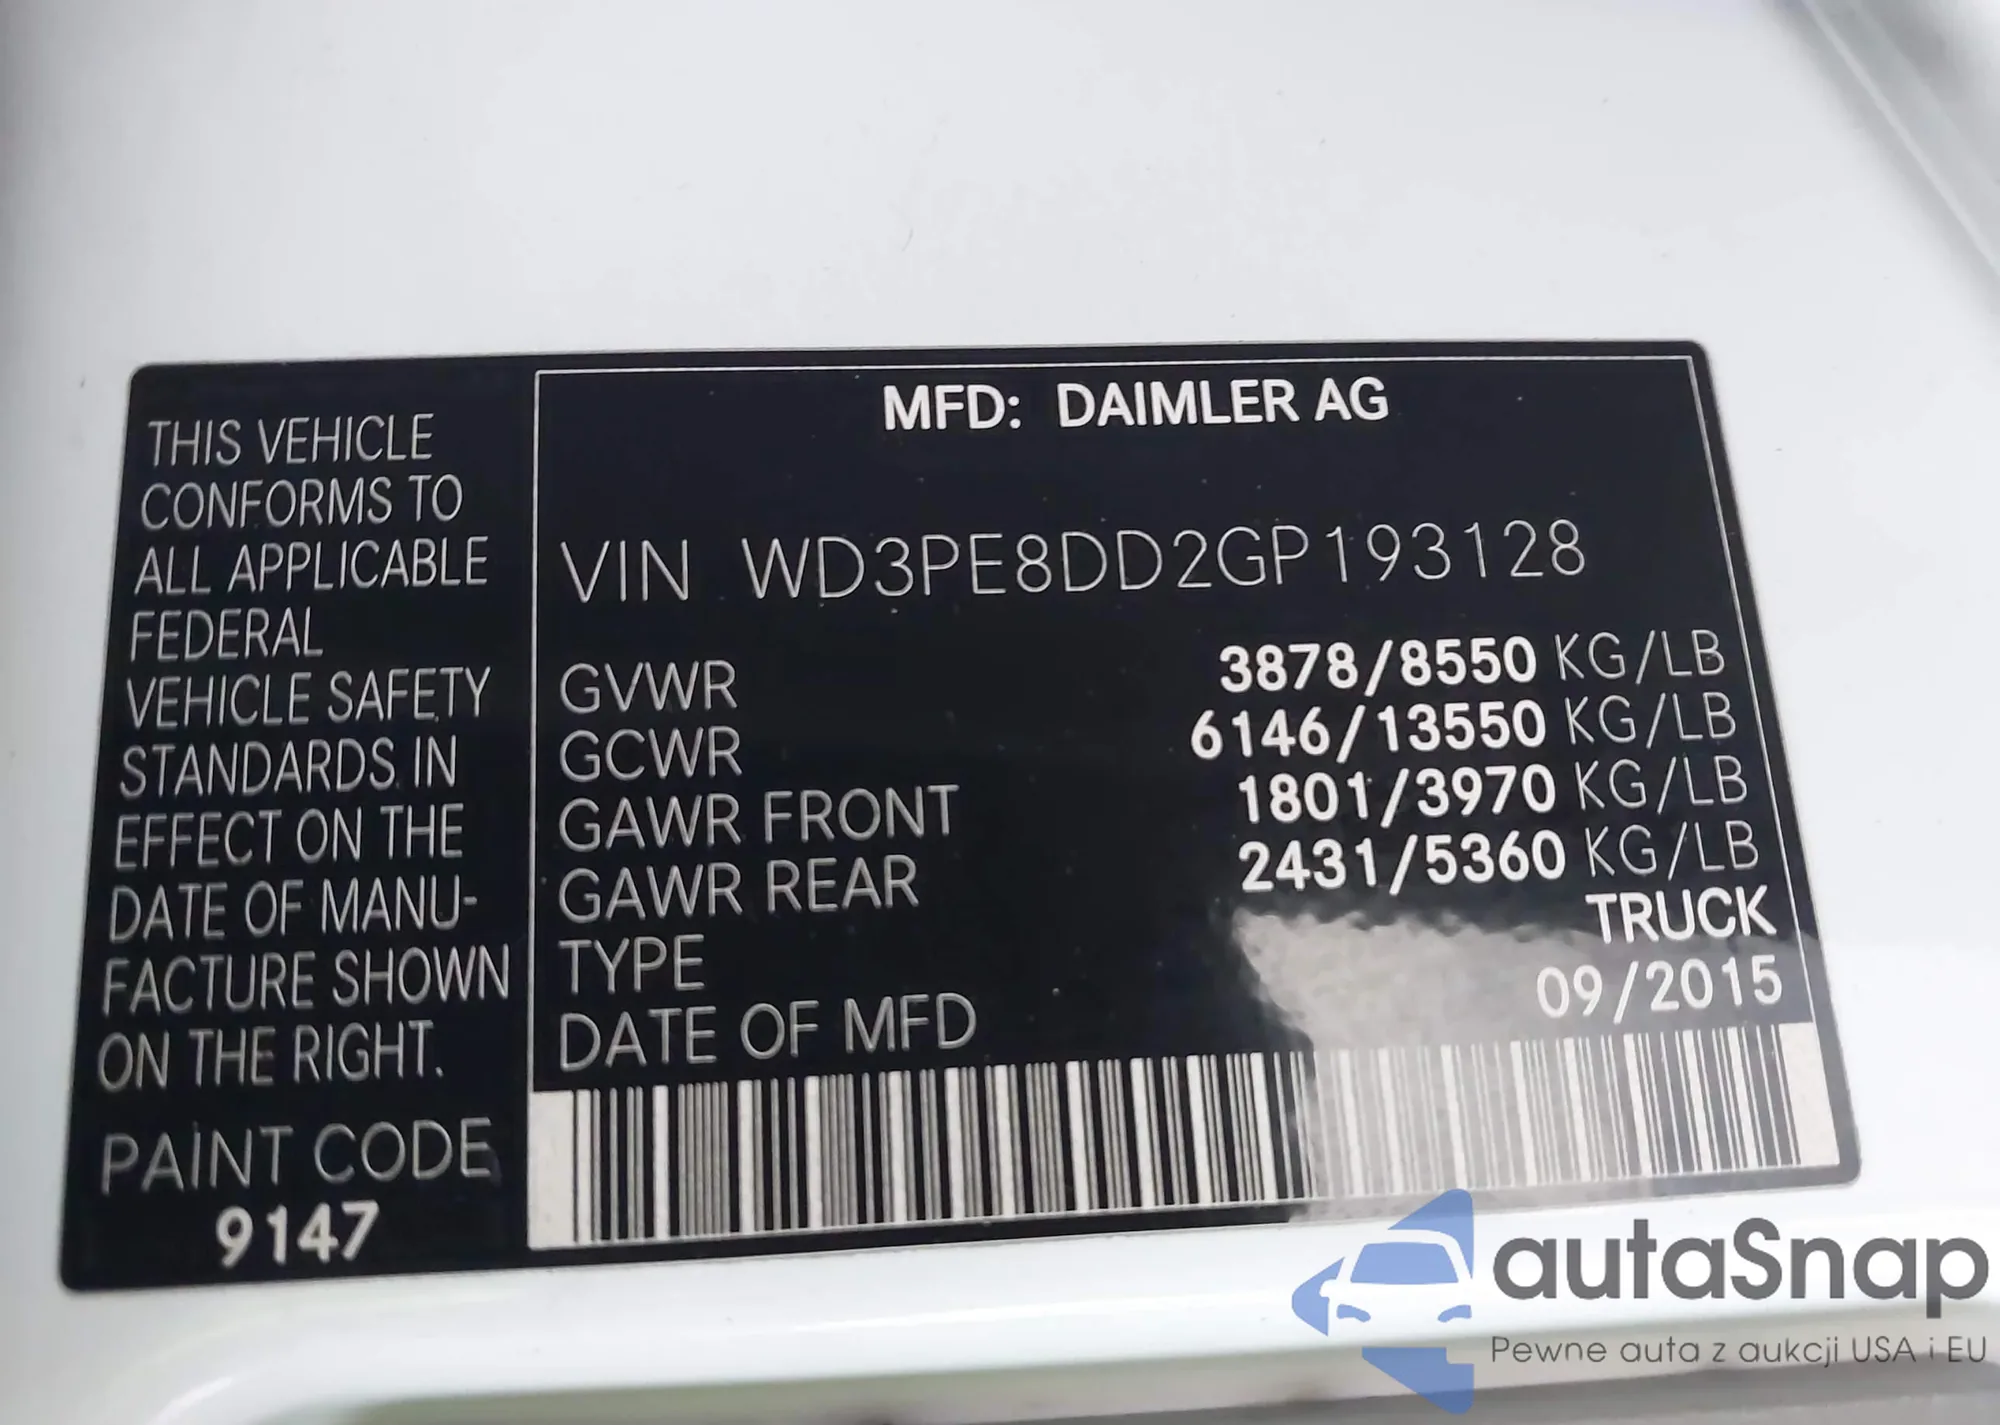 THIS VEHICLE
CONFORMS TO
ALL APPLICABLE
FEDERAL
VEHICLE SAFETY
STANDARDS IN
EFFECT ON THE
DATE OF MANU-
FACTURE SHOWN
ON THE RIGHT.
PAINT CODE
9147
MFD: DAIMLER AG
VIN WD3PE8DD2GP193128
GVWR 3878/8550 KG/LB
GCWR 6146/13550 KG/LB
GAWR FRONT 1801/3970 KG/LB
GAWR REAR 2431/5360 KG/LB
TYPE TRUCK
DATE OF MFD 09/2015
autaSnap
Pewne auta z aukcji USA i EU